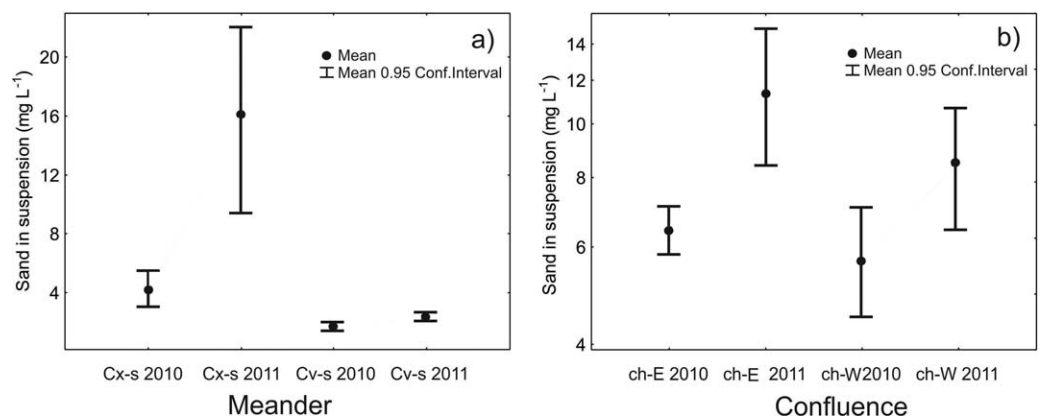 a)
Mean
Mean 0.95 Conf.Interval
Sand in suspension (mg L⁻¹)
20
16
12
8
4
Cx-s 2010 Cx-s 2011 Cv-s 2010 Cv-s 2011
Meander
b)
Mean
Mean 0.95 Conf.Interval
Sand in suspension (mg L⁻¹)
14
12
10
8
6
4
ch-E 2010 ch-E 2011 ch-W2010 ch-W 2011
Confluence